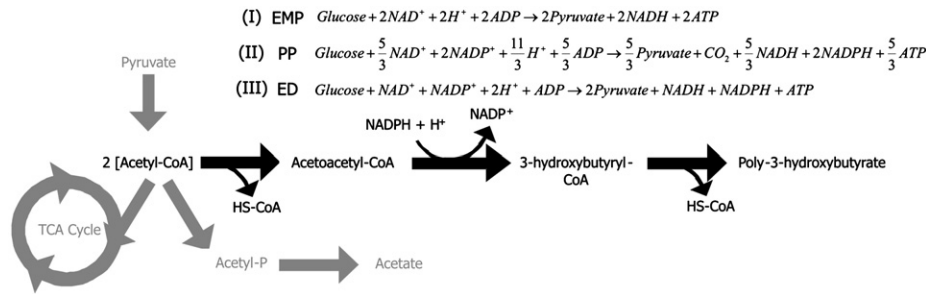 (I) EMP Glucose + 2NAD⁺ + 2H⁺ + 2ADP → 2Pyruvate + 2NADH + 2ATP
(II) PP Glucose + 5/3 NAD⁺ + 2NADP⁺ + 11/3 H⁺ + 5/3 ADP → 5/3 Pyruvate + CO₂ + 5/3 NADH + 2NADPH + 5/3 ATP
(III) ED Glucose + NAD⁺ + NADP⁺ + 2H⁺ + ADP → 2Pyruvate + NADH + NADPH + ATP
Pyruvate
NADPH + H⁺
NADP⁺
2 [Acetyl-CoA]
Acetoacetyl-CoA
3-hydroxybutyryl-
CoA
Poly-3-hydroxybutyrate
HS-CoA
HS-CoA
TCA Cycle
Acetyl-P
Acetate